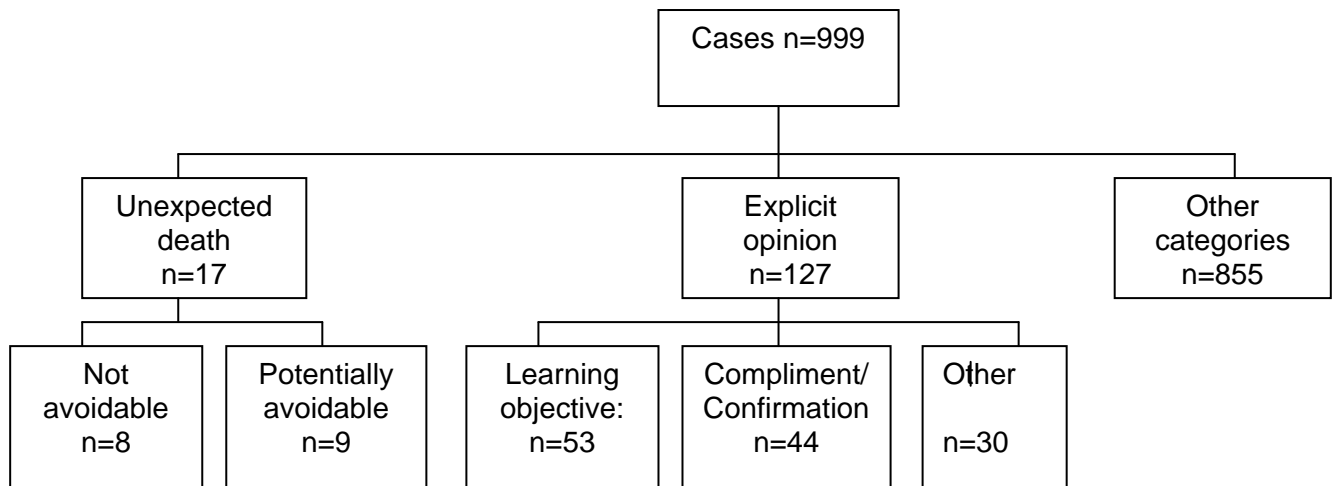 Cases n=999
Unexpected
death
n=17
Explicit
opinion
n=127
Other
categories
n=855
Not
avoidable
n=8
Potentially
avoidable
n=9
Learning
objective:
n=53
Compliment/
Confirmation
n=44
Other
n=30